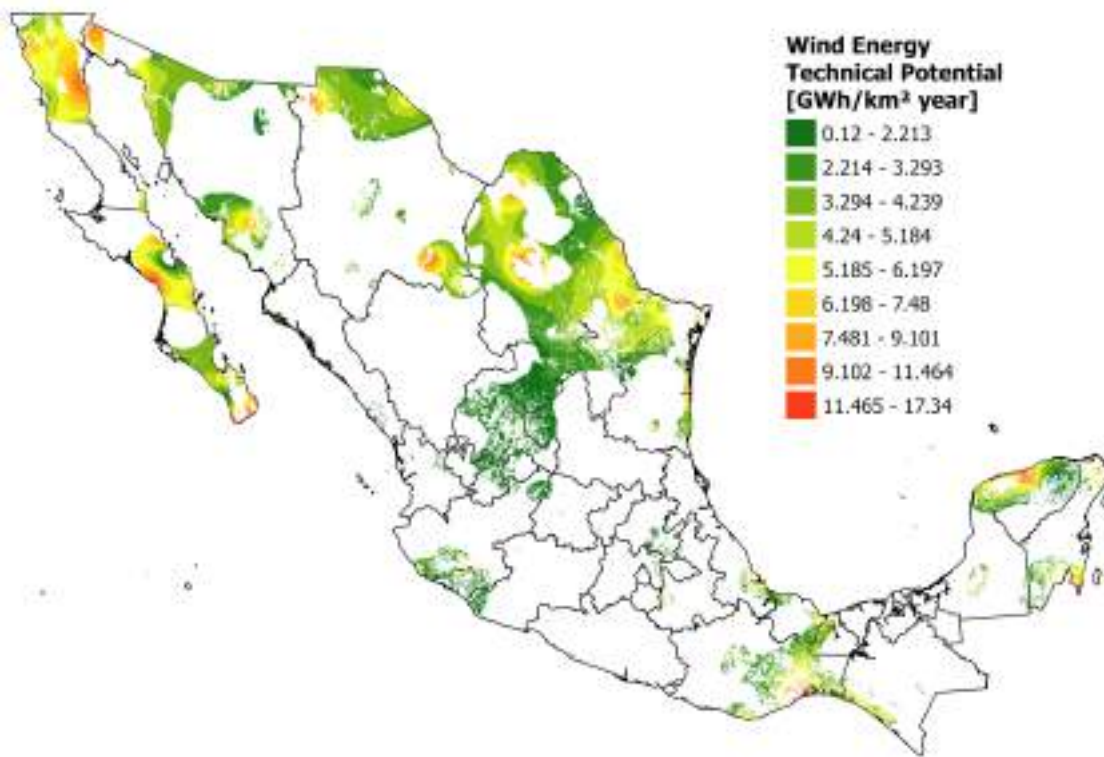 Wind Energy
Technical Potential
[GWh/km² year]
0.12 - 2.213
2.214 - 3.293
3.294 - 4.239
4.24 - 5.184
5.185 - 6.197
6.198 - 7.48
7.481 - 9.101
9.102 - 11.464
11.465 - 17.34